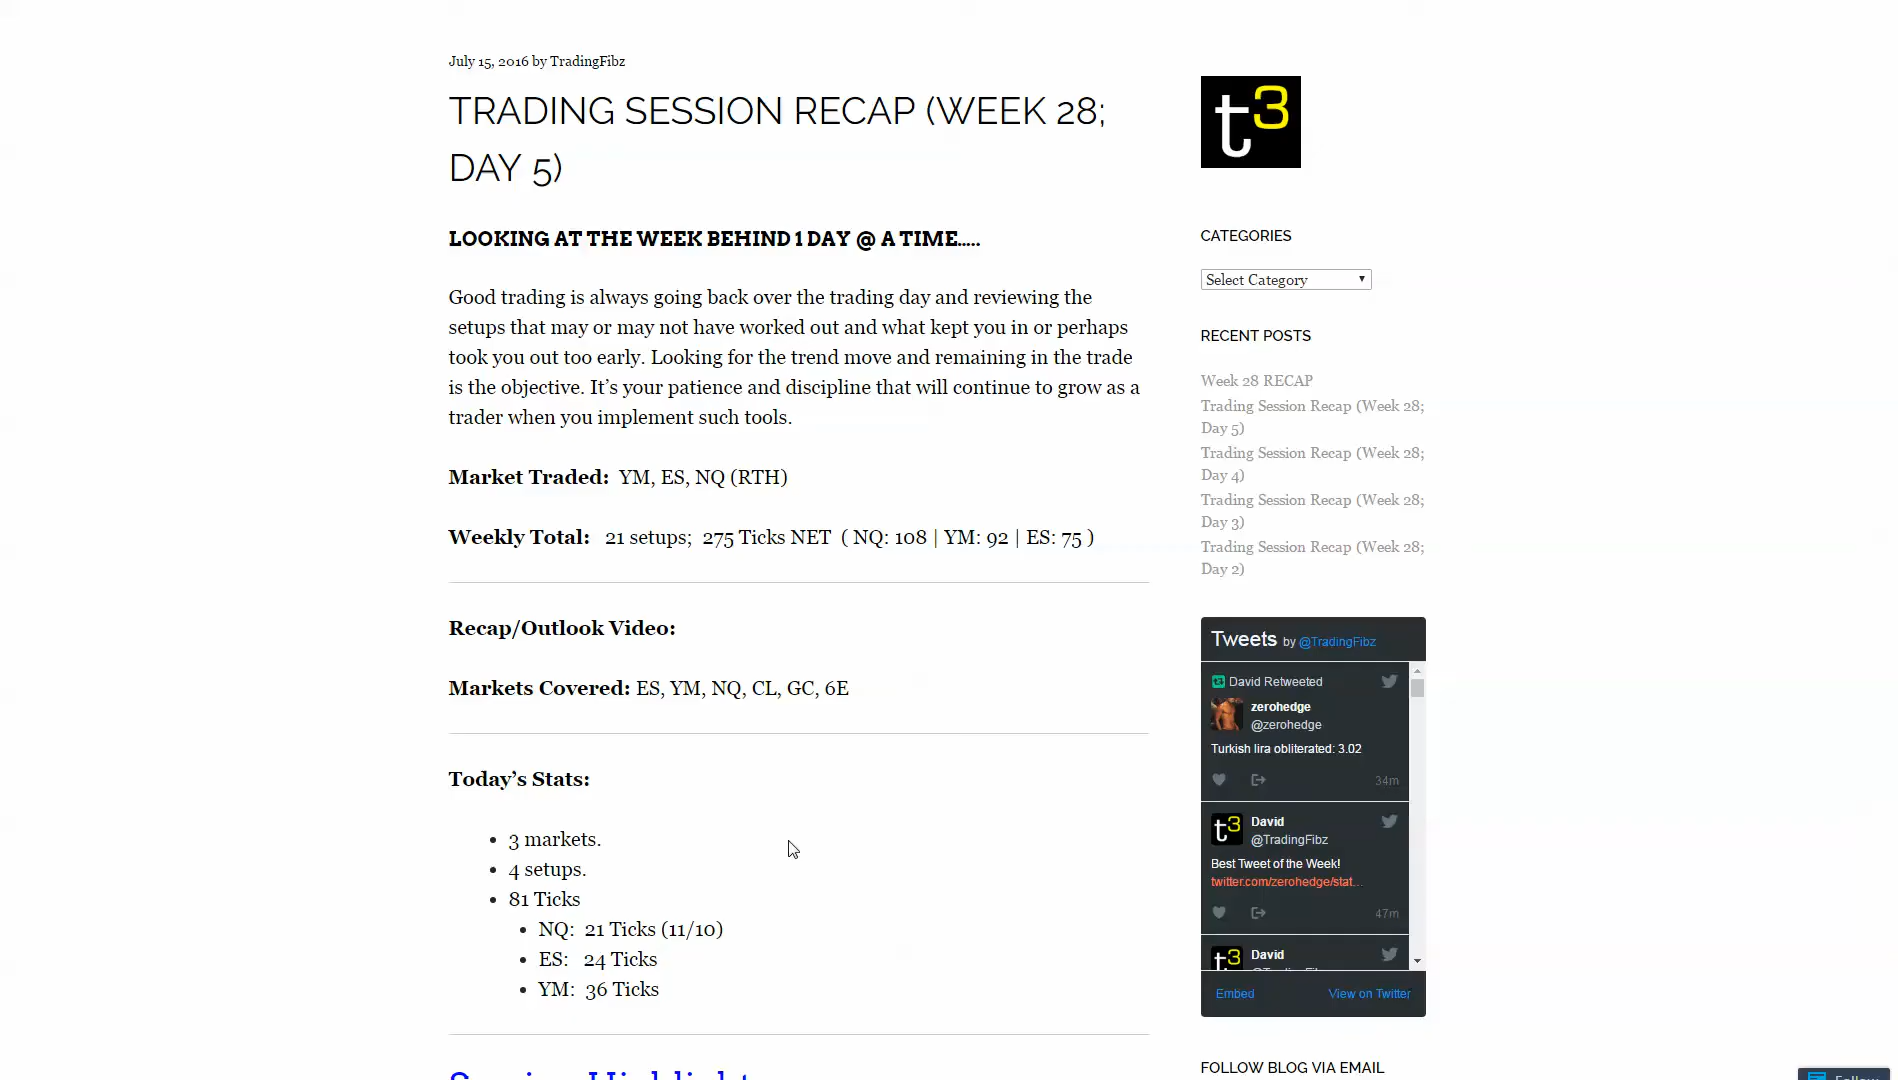 July 15, 2016 by TradingFibz
TRADING SESSION RECAP (WEEK 28;
DAY 5)
LOOKING AT THE WEEK BEHIND 1 DAY @ A TIME.....
Good trading is always going back over the trading day and reviewing the
setups that may or may not have worked out and what kept you in or perhaps
took you out too early. Looking for the trend move and remaining in the trade
is the objective. It’s your patience and discipline that will continue to grow as a
trader when you implement such tools.
Market Traded: YM, ES, NQ (RTH)
Weekly Total: 21 setups; 275 Ticks NET ( NQ: 108 | YM: 92 | ES: 75 )
Recap/Outlook Video:
Markets Covered: ES, YM, NQ, CL, GC, 6E
Today’s Stats:
• 3 markets.
• 4 setups.
• 81 Ticks
• NQ: 21 Ticks (11/10)
• ES: 24 Ticks
• YM: 36 Ticks
t3
CATEGORIES
Select Category
RECENT POSTS
Week 28 RECAP
Trading Session Recap (Week 28;
Day 5)
Trading Session Recap (Week 28;
Day 4)
Trading Session Recap (Week 28;
Day 3)
Trading Session Recap (Week 28;
Day 2)
Tweets by @TradingFibz
David Retweeted
zerohedge
@zerohedge
Turkish lira obliterated: 3.02
34m
t3
David
@TradingFibz
Best Tweet of the Week!
twitter.com/zerohedge/stat…
47m
t3
David
Embed
View on Twitter
FOLLOW BLOG VIA EMAIL
Follow